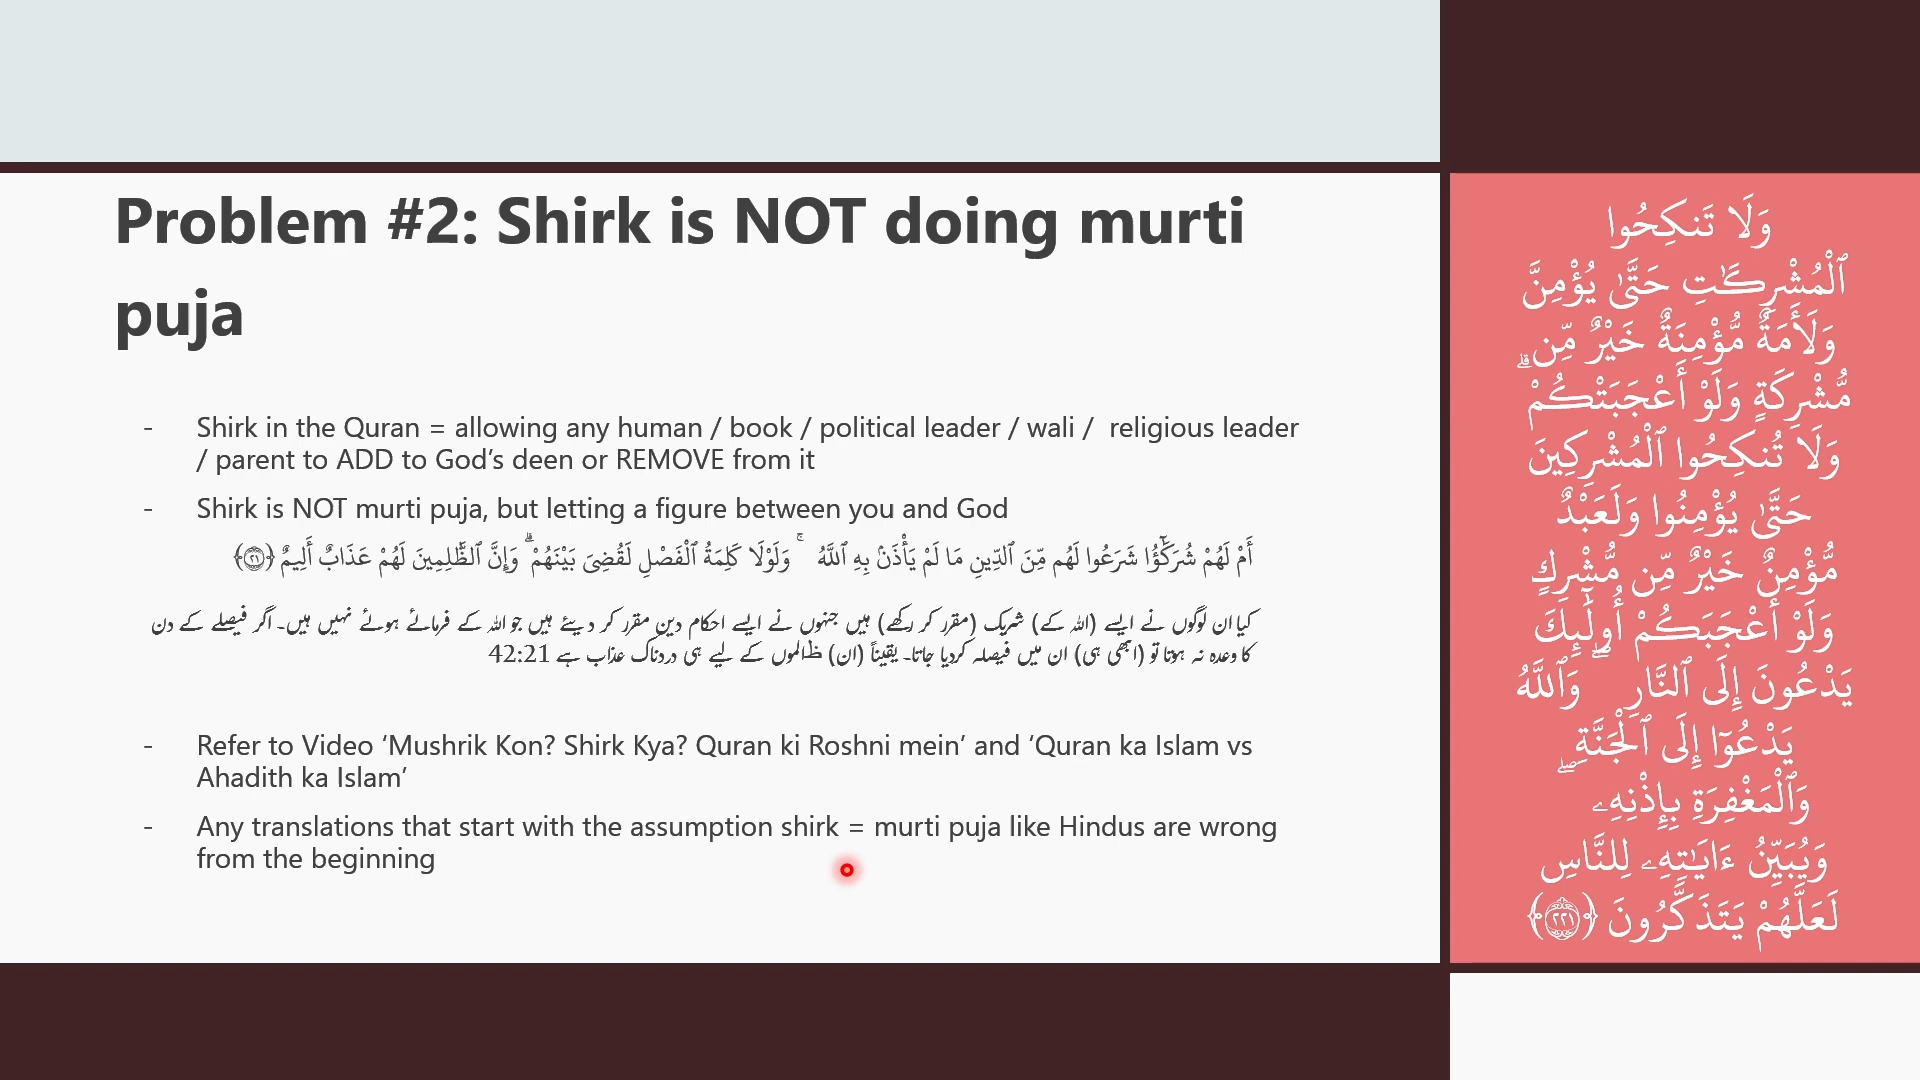 Problem #2: Shirk is NOT doing murti
puja
- Shirk in the Quran = allowing any human / book / political leader / wali / religious leader
/ parent to ADD to God’s deen or REMOVE from it
- Shirk is NOT murti puja, but letting a figure between you and God
أَمْ لَهُمْ شُرَكَٰٓؤُا۟ شَرَعُوا۟ لَهُم مِّنَ ٱلدِّينِ مَا لَمْ يَأْذَنۢ بِهِ ٱللَّهُ ۚ وَلَوْلَا كَلِمَةُ ٱلْفَصْلِ لَقُضِىَ بَيْنَهُمْ ۗ وَإِنَّ ٱلظَّٰلِمِينَ لَهُمْ عَذَابٌ أَلِيمٌ ﴿٢١﴾
کیا ان لوگوں نے ایسے (اللہ کے) شریک (مقرر کر رکھے) ہیں جنہوں نے ایسے احکام دین مقرر کر دیئے ہیں جو اللہ کے فرمائے ہوئے نہیں ہیں۔ اگر فیصلے کے دن
کا وعدہ نہ ہوتا تو (ابھی ہی) ان میں فیصلہ کردیا جاتا۔ یقیناً (ان) ﻇالموں کے لیے ہی دردناک عذاب ہے 42:21
- Refer to Video ‘Mushrik Kon? Shirk Kya? Quran ki Roshni mein’ and ‘Quran ka Islam vs
Ahadith ka Islam’
- Any translations that start with the assumption shirk = murti puja like Hindus are wrong
from the beginning
وَلَا تَنكِحُوا۟
ٱلْمُشْرِكَٰتِ حَتَّىٰ يُؤْمِنَّ
وَلَأَمَةٌ مُّؤْمِنَةٌ خَيْرٌ مِّن ۗ
مُّشْرِكَةٍ وَلَوْ أَعْجَبَتْكُمْ
وَلَا تُنكِحُوا۟ ٱلْمُشْرِكِينَ
حَتَّىٰ يُؤْمِنُوا۟ وَلَعَبْدٌ
مُّؤْمِنٌ خَيْرٌ مِّن مُّشْرِكٍ
وَلَوْ أَعْجَبَكُمْ أُو۟لَٰٓئِكَ
يَدْعُونَ إِلَى ٱلنَّارِ ۖ وَٱللَّهُ
يَدْعُوٓا۟ إِلَى ٱلْجَنَّةِ ۖ
وَٱلْمَغْفِرَةِ بِإِذْنِهِۦ
وَيُبَيِّنُ ءَايَٰتِهِۦ لِلنَّاسِ
لَعَلَّهُمْ يَتَذَكَّرُونَ ﴿٢٢١﴾